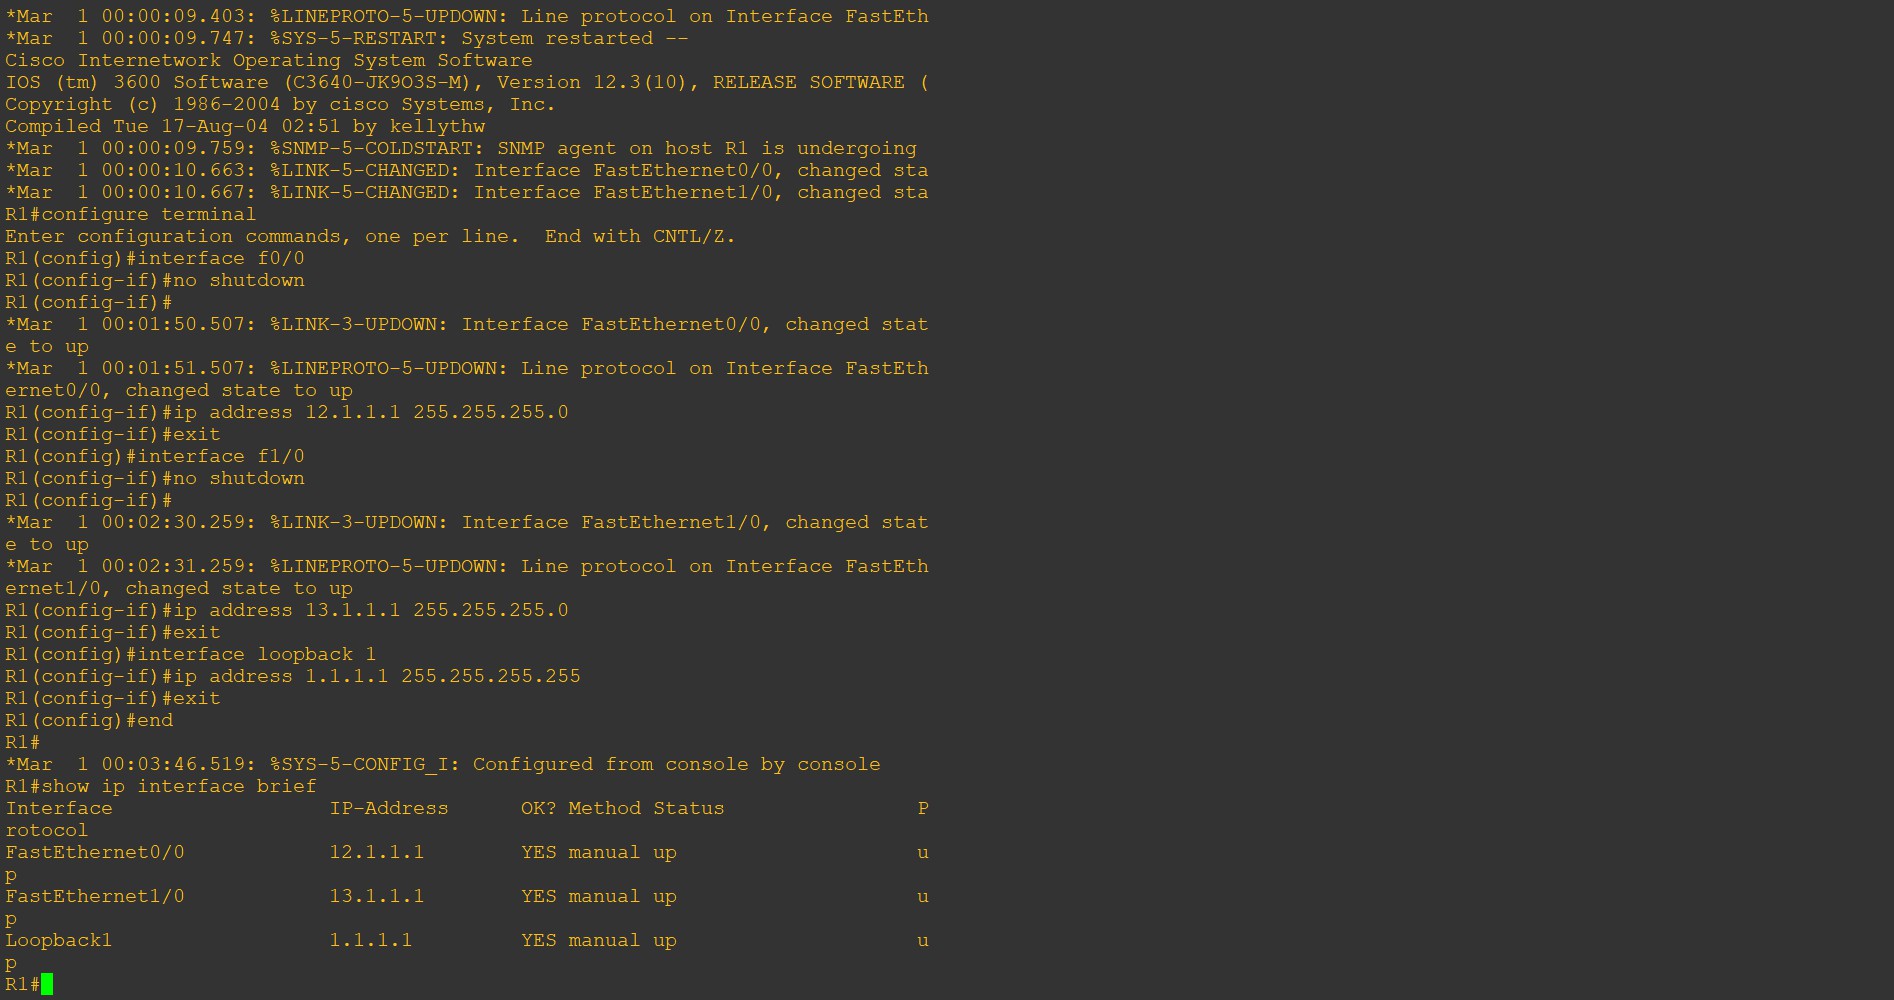 *Mar  1 00:00:09.403: %LINEPROTO-5-UPDOWN: Line protocol on Interface FastEth
*Mar  1 00:00:09.747: %SYS-5-RESTART: System restarted --
Cisco Internetwork Operating System Software
IOS (tm) 3600 Software (C3640-JK9O3S-M), Version 12.3(10), RELEASE SOFTWARE (
Copyright (c) 1986-2004 by cisco Systems, Inc.
Compiled Tue 17-Aug-04 02:51 by kellythw
*Mar  1 00:00:09.759: %SNMP-5-COLDSTART: SNMP agent on host R1 is undergoing
*Mar  1 00:00:10.663: %LINK-5-CHANGED: Interface FastEthernet0/0, changed sta
*Mar  1 00:00:10.667: %LINK-5-CHANGED: Interface FastEthernet1/0, changed sta
R1#configure terminal
Enter configuration commands, one per line.  End with CNTL/Z.
R1(config)#interface f0/0
R1(config-if)#no shutdown
R1(config-if)#
*Mar  1 00:01:50.507: %LINK-3-UPDOWN: Interface FastEthernet0/0, changed stat
e to up
*Mar  1 00:01:51.507: %LINEPROTO-5-UPDOWN: Line protocol on Interface FastEth
ernet0/0, changed state to up
R1(config-if)#ip address 12.1.1.1 255.255.255.0
R1(config-if)#exit
R1(config)#interface f1/0
R1(config-if)#no shutdown
R1(config-if)#
*Mar  1 00:02:30.259: %LINK-3-UPDOWN: Interface FastEthernet1/0, changed stat
e to up
*Mar  1 00:02:31.259: %LINEPROTO-5-UPDOWN: Line protocol on Interface FastEth
ernet1/0, changed state to up
R1(config-if)#ip address 13.1.1.1 255.255.255.0
R1(config-if)#exit
R1(config)#interface loopback 1
R1(config-if)#ip address 1.1.1.1 255.255.255.255
R1(config-if)#exit
R1(config)#end
R1#
*Mar  1 00:03:46.519: %SYS-5-CONFIG_I: Configured from console by console
R1#show ip interface brief
Interface                  IP-Address      OK? Method Status                P
rotocol
FastEthernet0/0            12.1.1.1        YES manual up                    u
p
FastEthernet1/0            13.1.1.1        YES manual up                    u
p
Loopback1                  1.1.1.1         YES manual up                    u
p
R1#